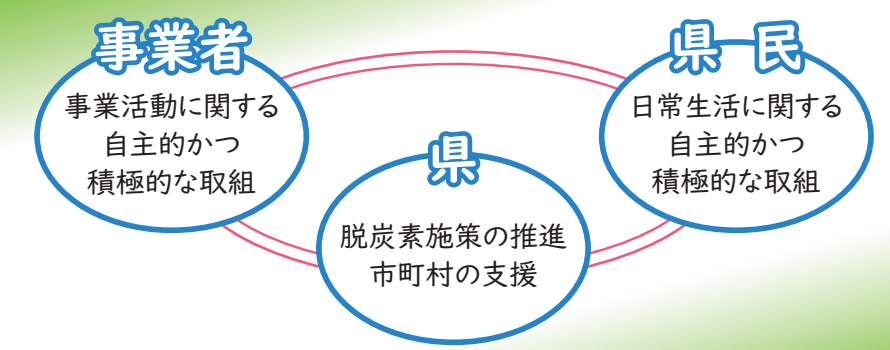 事業者
事業活動に関する
自主的かつ
積極的な取組
県民
日常生活に関する
自主的かつ
積極的な取組
県
脱炭素施策の推進
市町村の支援